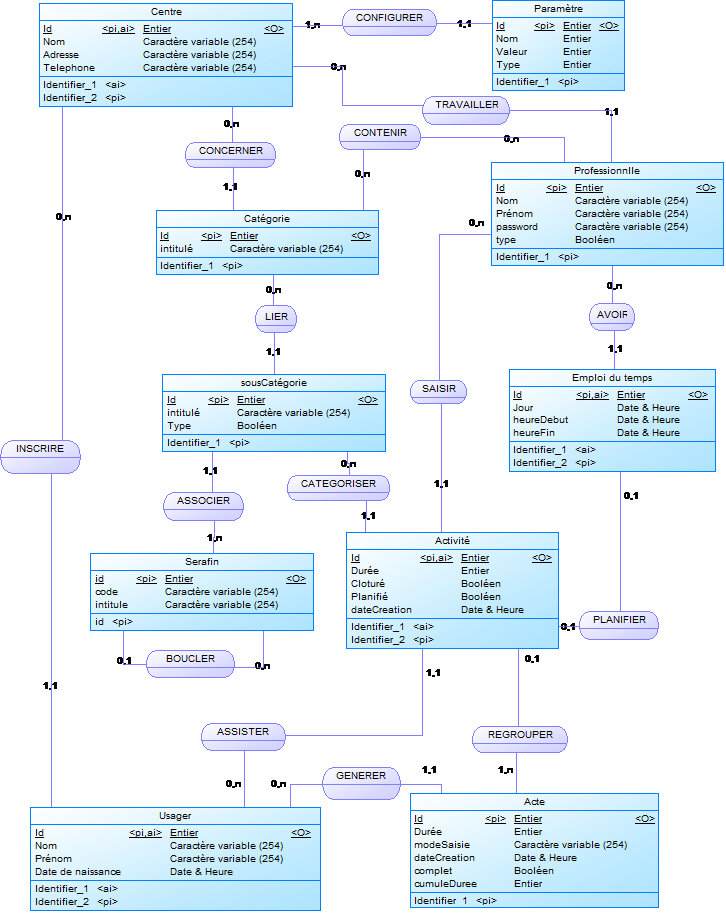 Centre
Id <pi,ai> Entier <O>
Nom Caractère variable (254)
Adresse Caractère variable (254)
Telephone Caractère variable (254)
Identifier_1 <ai>
Identifier_2 <pi>
1,n
CONFIGURER
1,1
Paramètre
Id <pi> Entier <O>
Nom Entier
Valeur Entier
Type Entier
Identifier_1 <pi>
0,n
TRAVAILLER
1,1
0,n
CONCERNER
1,1
CONTENIR
0,n
0,n
Professionnlle
Id <pi> Entier <O>
Nom Caractère variable (254)
Prénom Caractère variable (254)
password Caractère variable (254)
type Booléen
Identifier_1 <pi>
Catégorie
Id <pi> Entier <O>
intitulé Caractère variable (254)
Identifier_1 <pi>
0,n
0,n
LIER
1,1
0,n
0,n
AVOIR
1,1
sousCatégorie
Id <pi> Entier <O>
intitulé Caractère variable (254)
Type Booléen
Identifier_1 <pi>
SAISIR
1,1
Emploi du temps
Id <pi,ai> Entier <O>
Jour Date & Heure
heureDebut Date & Heure
heureFin Date & Heure
Identifier_1 <ai>
Identifier_2 <pi>
INSCRIRE
1,1
1,1
ASSOCIER
1,n
0,n
CATEGORISER
1,1
0,1
PLANIFIER
0,1
Serafin
id <pi> Entier <O>
code Caractère variable (254)
intitule Caractère variable (254)
id <pi>
0,1
BOUCLER
0,n
Activité
Id <pi,ai> Entier <O>
Durée Entier
Cloturé Booléen
Planifié Booléen
dateCreation Date & Heure
Identifier_1 <ai>
Identifier_2 <pi>
1,1
0,1
ASSISTER
0,n
REGROUPER
1,n
0,n
GENERER
1,1
Usager
Id <pi,ai> Entier <O>
Nom Caractère variable (254)
Prénom Caractère variable (254)
Date de naissance Date & Heure
Identifier_1 <ai>
Identifier_2 <pi>
Acte
Id <pi> Entier <O>
Durée Entier
modeSaisie Caractère variable (254)
dateCreation Date & Heure
complet Booléen
cumuleDuree Entier
Identifier_1 <pi>